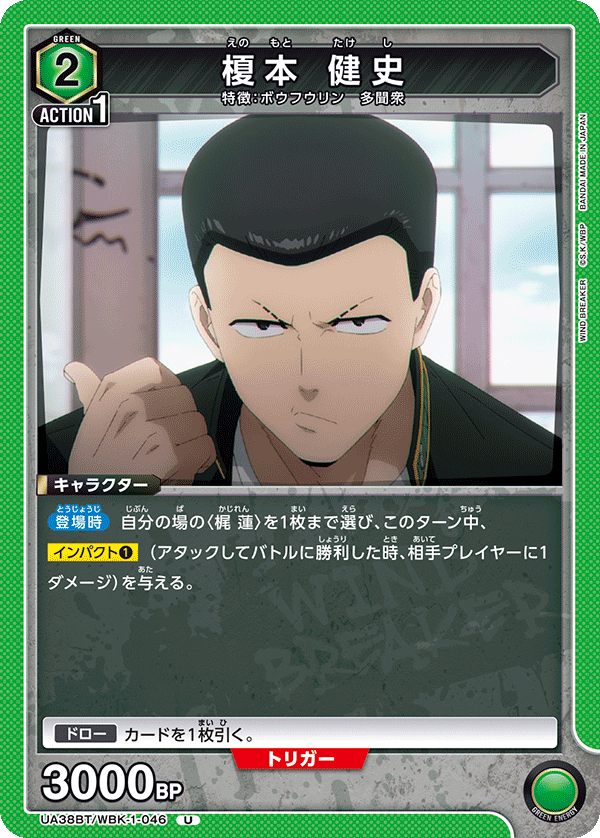 GREEN
2
ACTION 1
えのもと たけし
榎本 健史
特徴:ボウフウリン 多聞衆
WIND BREAKER ©S.K./WBP BANDAI MADE IN JAPAN
キャラクター
登場時 自分の場の〈梶 蓮〉を1枚まで選び、このターン中、
インパクト❶ (アタックしてバトルに勝利した時、相手プレイヤーに1
ダメージ)を与える。
WIND BREAKER
ドロー カードを1枚引く。
トリガー
3000BP
UA38BT/WBK-1-046 U
GREEN ENERGY